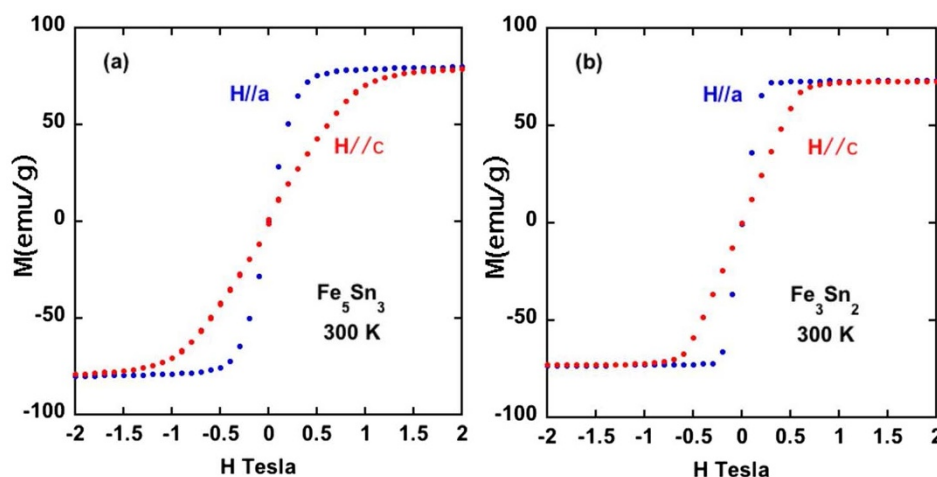 (a)
H//a
H//c
Fe₅Sn₃
300 K
M(emu/g)
100
50
0
-50
-100
-2 -1.5 -1 -0.5 0 0.5 1 1.5 2
H Tesla
(b)
H//a
H//c
Fe₃Sn₂
300 K
M(emu/g)
100
50
0
-50
-100
-2 -1.5 -1 -0.5 0 0.5 1 1.5 2
H Tesla